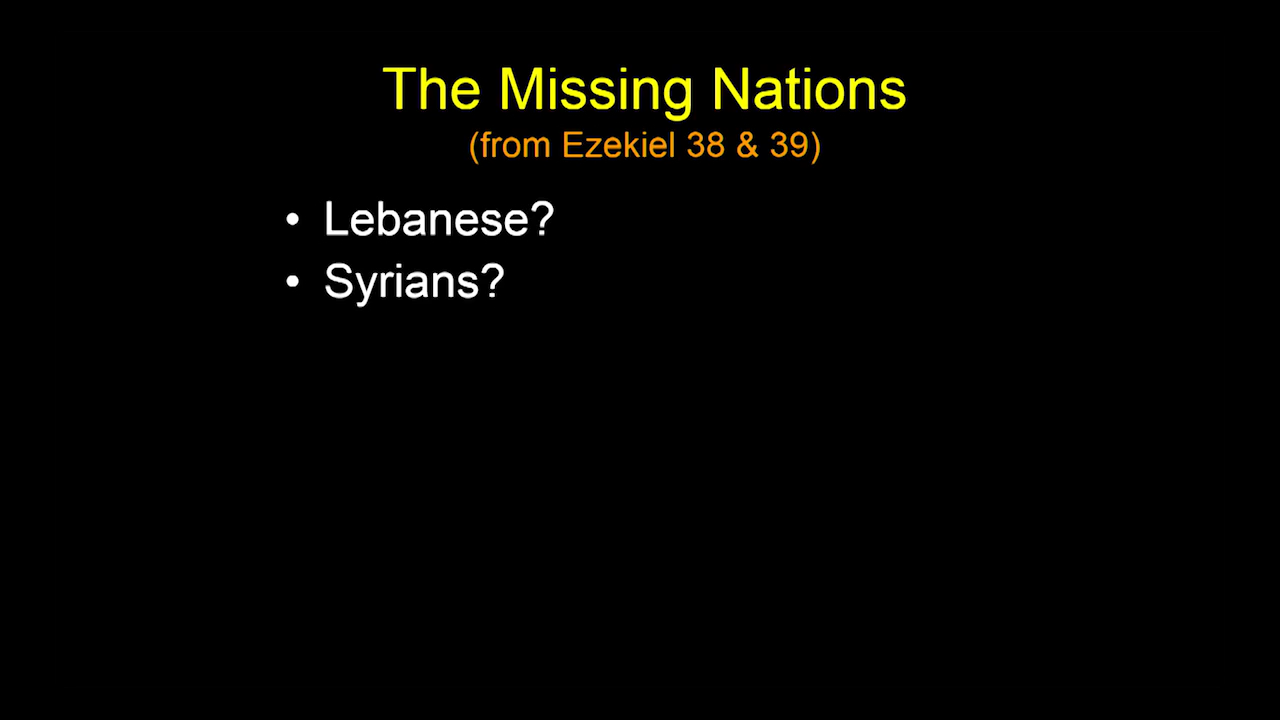 The Missing Nations
(from Ezekiel 38 & 39)
• Lebanese?
• Syrians?